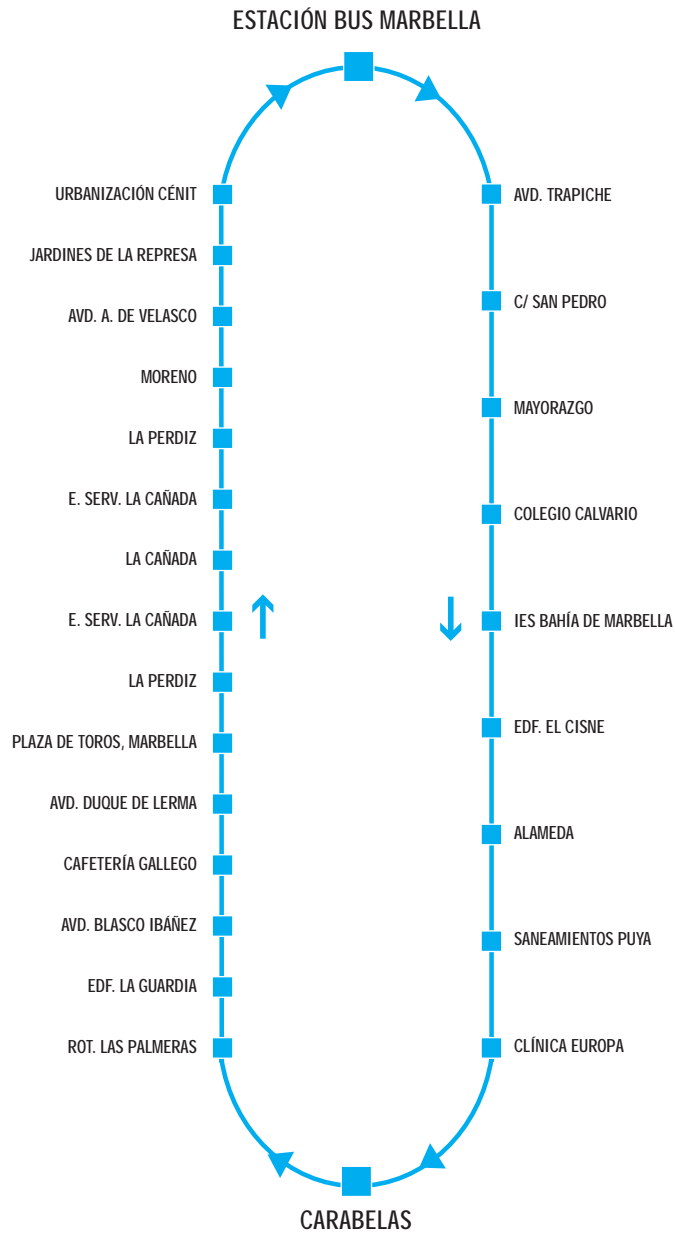 ESTACIÓN BUS MARBELLA
URBANIZACIÓN CÉNIT
JARDINES DE LA REPRESA
AVD. A. DE VELASCO
MORENO
LA PERDIZ
E. SERV. LA CAÑADA
LA CAÑADA
E. SERV. LA CAÑADA
LA PERDIZ
PLAZA DE TOROS, MARBELLA
AVD. DUQUE DE LERMA
CAFETERÍA GALLEGO
AVD. BLASCO IBÁÑEZ
EDF. LA GUARDIA
ROT. LAS PALMERAS
AVD. TRAPICHE
C/ SAN PEDRO
MAYORAZGO
COLEGIO CALVARIO
IES BAHÍA DE MARBELLA
EDF. EL CISNE
ALAMEDA
SANEAMIENTOS PUYA
CLÍNICA EUROPA
CARABELAS